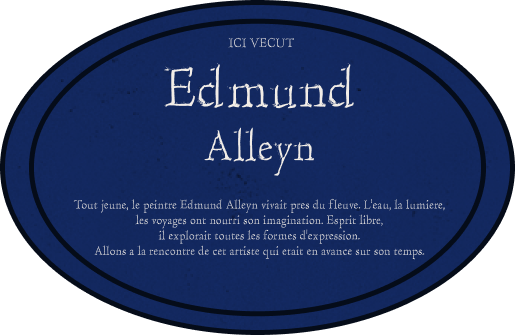 ICI VECUT
Edmund
Alleyn
Tout jeune, le peintre Edmund Alleyn vivait pres du fleuve. L'eau, la lumiere,
les voyages ont nourri son imagination. Esprit libre,
il explorait toutes les formes d'expression.
Allons a la rencontre de cet artiste qui etait en avance sur son temps.